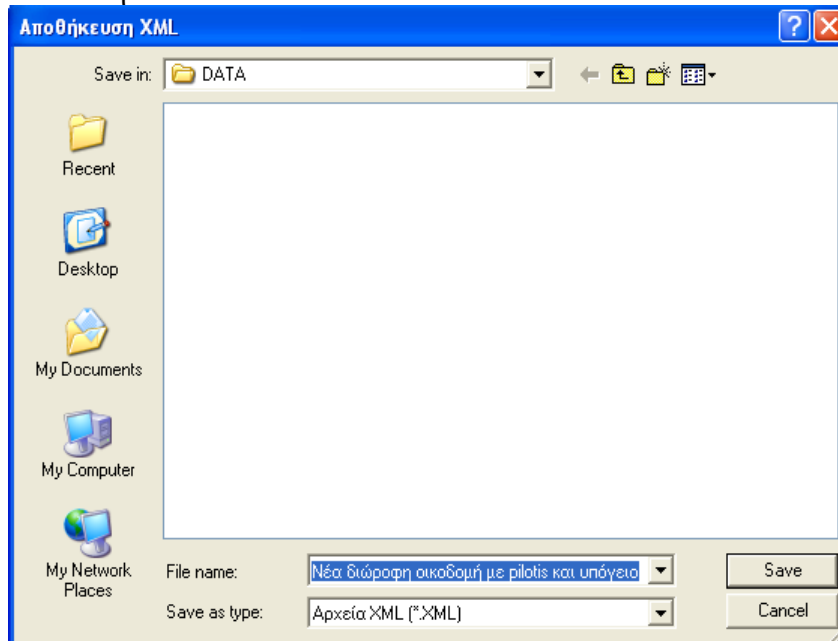 Αποθήκευση XML
Save in:
DATA
Recent
Desktop
My Documents
My Computer
My Network
Places
File name:
Νέα διώροφη οικοδομή με pilotis και υπόγειο
Save
Save as type:
Αρχεία XML (*.XML)
Cancel